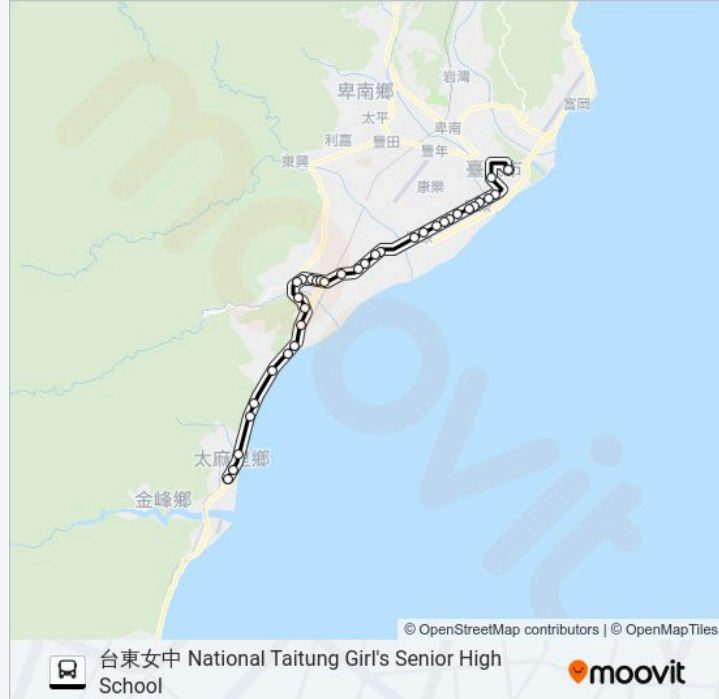 岩灣
卑南鄉
富岡
太平
卑南
利嘉
豐田
豐年
東興
康樂
太麻里鄉
金峰鄉
moovit
© OpenStreetMap contributors | © OpenMapTiles
台東女中 National Taitung Girl's Senior High
School
moovit